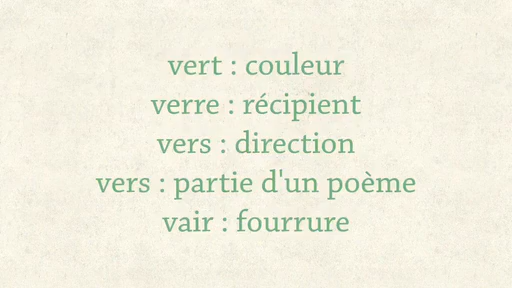 vert : couleur
verre : récipient
vers : direction
vers : partie d'un poème
vair : fourrure